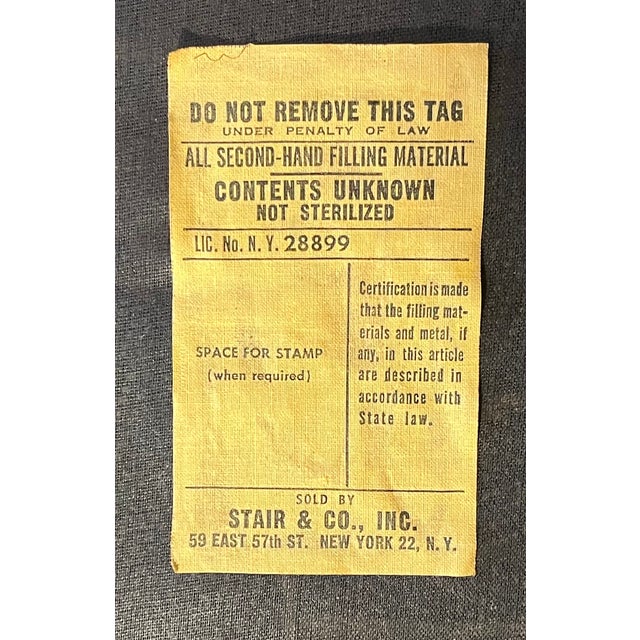 DO NOT REMOVE THIS TAG
UNDER PENALTY OF LAW
ALL SECOND-HAND FILLING MATERIAL
CONTENTS UNKNOWN
NOT STERILIZED
LIC. No. N. Y. 28899
SPACE FOR STAMP
(when required)
Certification is made
that the filling mat-
erials and metal, if
any, in this article
are described in
accordance with
State law.
SOLD BY
STAIR & CO., INC.
59 EAST 57th ST. NEW YORK 22, N. Y.